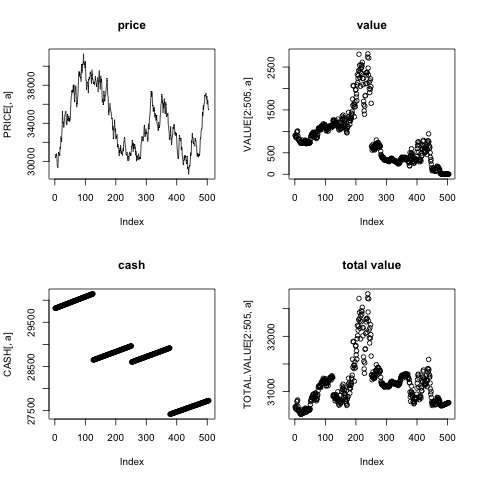 price
PRICE[, a]
30000 34000 38000
0 100 200 300 400 500
Index
value
VALUE[2:505, a]
0 500 1500 2500
0 100 200 300 400 500
Index
cash
CASH[, a]
27500 28500 29500
0 100 200 300 400 500
Index
total value
TOTAL.VALUE[2:505, a]
31000 32000
0 100 200 300 400 500
Index